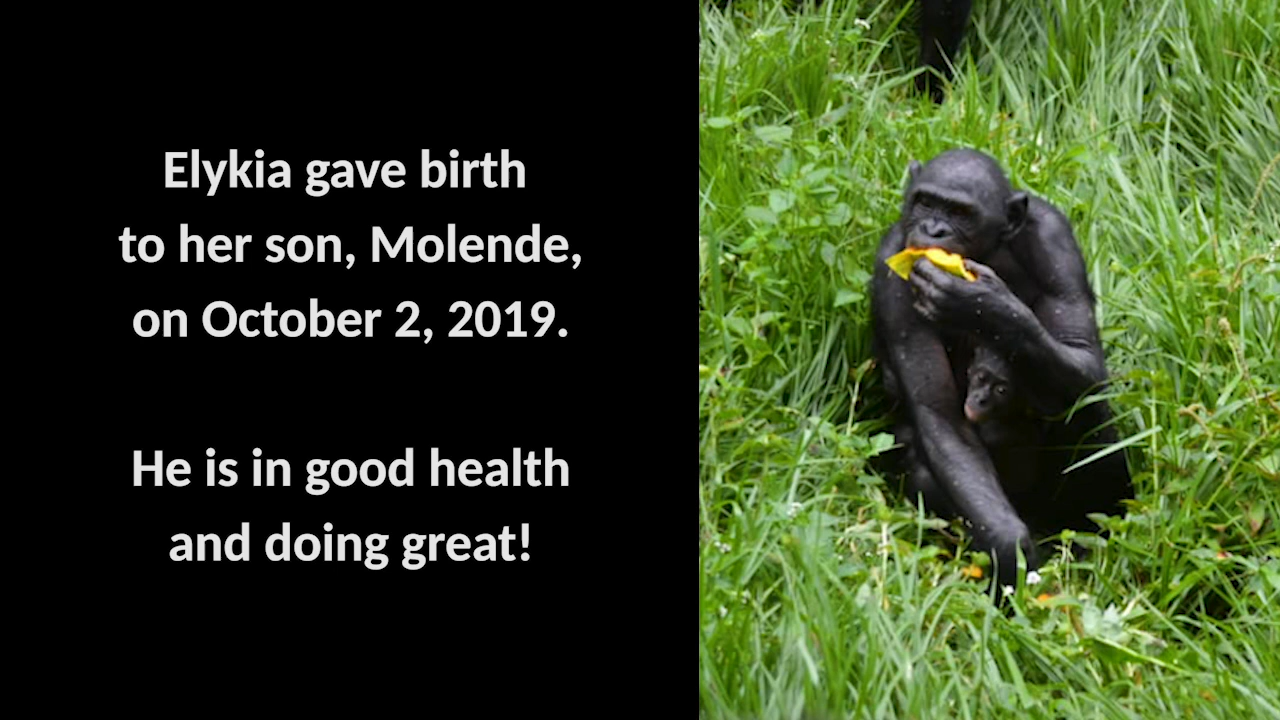 Elykia gave birth
to her son, Molende,
on October 2, 2019.
He is in good health
and doing great!